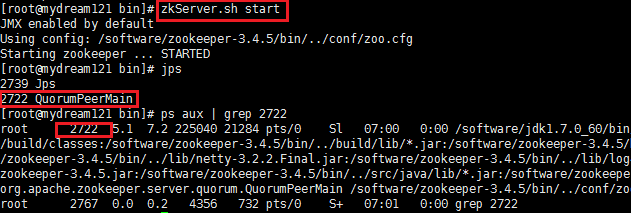 [root@mydream121 bin]# zkServer.sh start
JMX enabled by default
Using config: /software/zookeeper-3.4.5/bin/../conf/zoo.cfg
Starting zookeeper ... STARTED
[root@mydream121 bin]# jps
2739 Jps
2722 QuorumPeerMain
[root@mydream121 bin]# ps aux | grep 2722
root 2722 5.1 7.2 225040 21284 pts/0 Sl 07:00 0:00 /software/jdk1.7.0_60/bin
/build/classes:/software/zookeeper-3.4.5/bin/../build/lib/*.jar:/software/zookeeper-
/zookeeper-3.4.5/bin/../lib/netty-3.2.2.Final.jar:/software/zookeeper-3.4.5/bin/../lib/log
zookeeper-3.4.5.jar:/software/zookeeper-3.4.5/bin/../src/java/lib/*.jar:/software/zookeepe
org.apache.zookeeper.server.quorum.QuorumPeerMain /software/zookeeper-3.4.5/bin/../conf/zo
root 2767 0.0 0.2 4356 732 pts/0 S+ 07:01 0:00 grep 2722